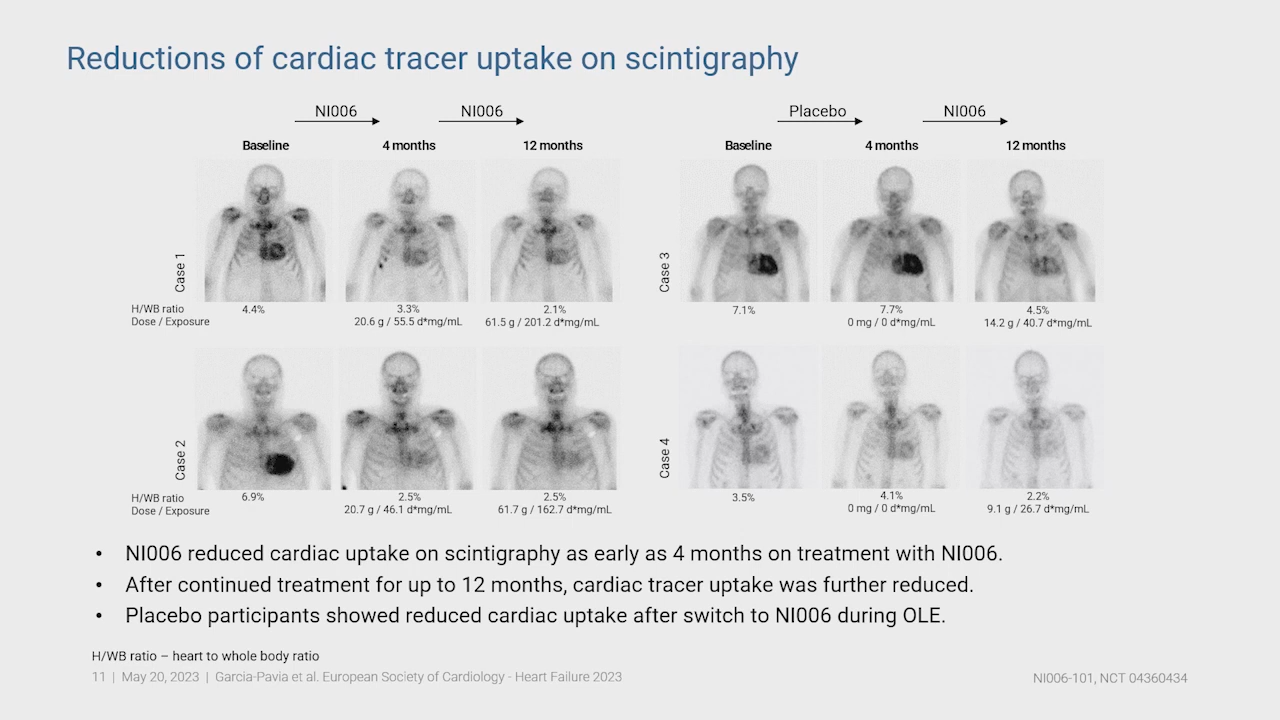 Reductions of cardiac tracer uptake on scintigraphy
NI006 NI006
Baseline 4 months 12 months
Case 1
H/WB ratio 4.4% 3.3% 2.1%
Dose / Exposure 20.6 g / 55.5 d*mg/mL 61.5 g / 201.2 d*mg/mL
Case 2
H/WB ratio 6.9% 2.5% 2.5%
Dose / Exposure 20.7 g / 46.1 d*mg/mL 61.7 g / 162.7 d*mg/mL
Placebo NI006
Baseline 4 months 12 months
Case 3
7.1% 7.7% 4.5%
0 mg / 0 d*mg/mL 14.2 g / 40.7 d*mg/mL
Case 4
3.5% 4.1% 2.2%
0 mg / 0 d*mg/mL 9.1 g / 26.7 d*mg/mL
• NI006 reduced cardiac uptake on scintigraphy as early as 4 months on treatment with NI006.
• After continued treatment for up to 12 months, cardiac tracer uptake was further reduced.
• Placebo participants showed reduced cardiac uptake after switch to NI006 during OLE.
H/WB ratio – heart to whole body ratio
11 | May 20, 2023 | Garcia-Pavia et al. European Society of Cardiology - Heart Failure 2023
NI006-101, NCT 04360434